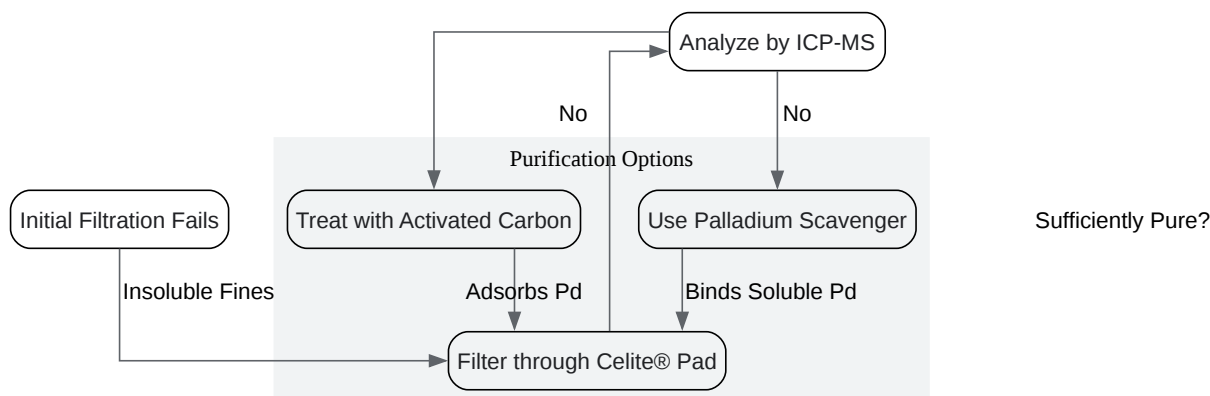 Analyze by ICP-MS
No
No
Purification Options
Initial Filtration Fails
Treat with Activated Carbon
Use Palladium Scavenger
Sufficiently Pure?
Insoluble Fines
Adsorbs Pd
Binds Soluble Pd
Filter through Celite® Pad